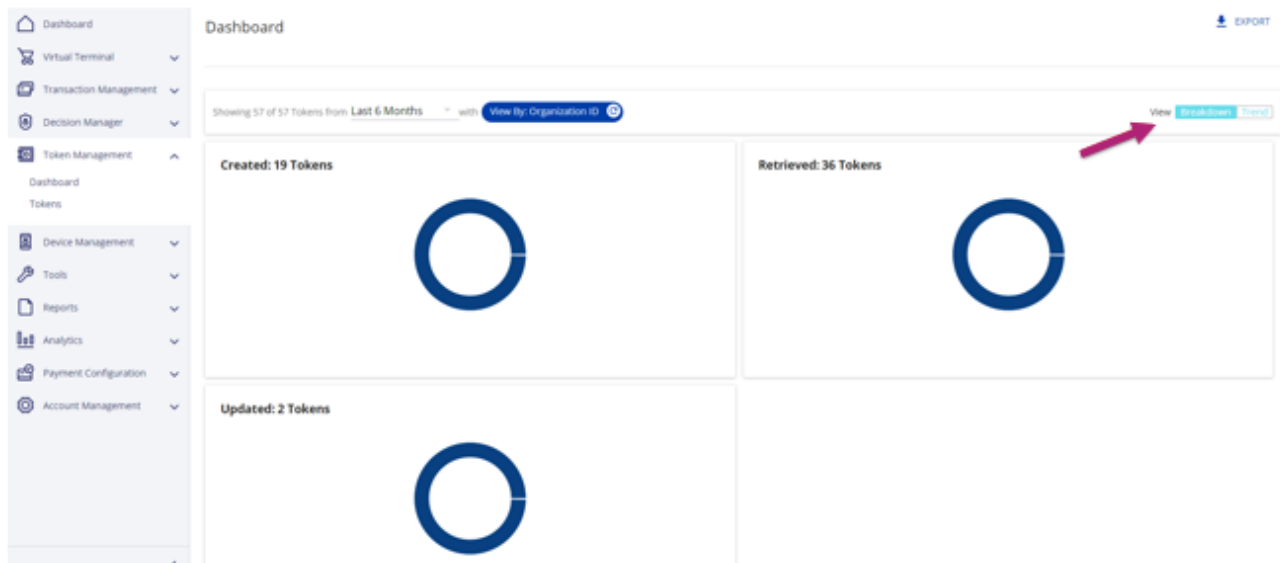 Dashboard
Virtual Terminal
Transaction Management
Decision Manager
Token Management
Dashboard
Tokens
Device Management
Tools
Reports
Analytics
Payment Configuration
Account Management
Dashboard
EXPORT
Showing 57 of 57 Tokens from Last 6 Months with View By: Organization ID
View Breakdown Trend
Created: 19 Tokens
Retrieved: 36 Tokens
Updated: 2 Tokens